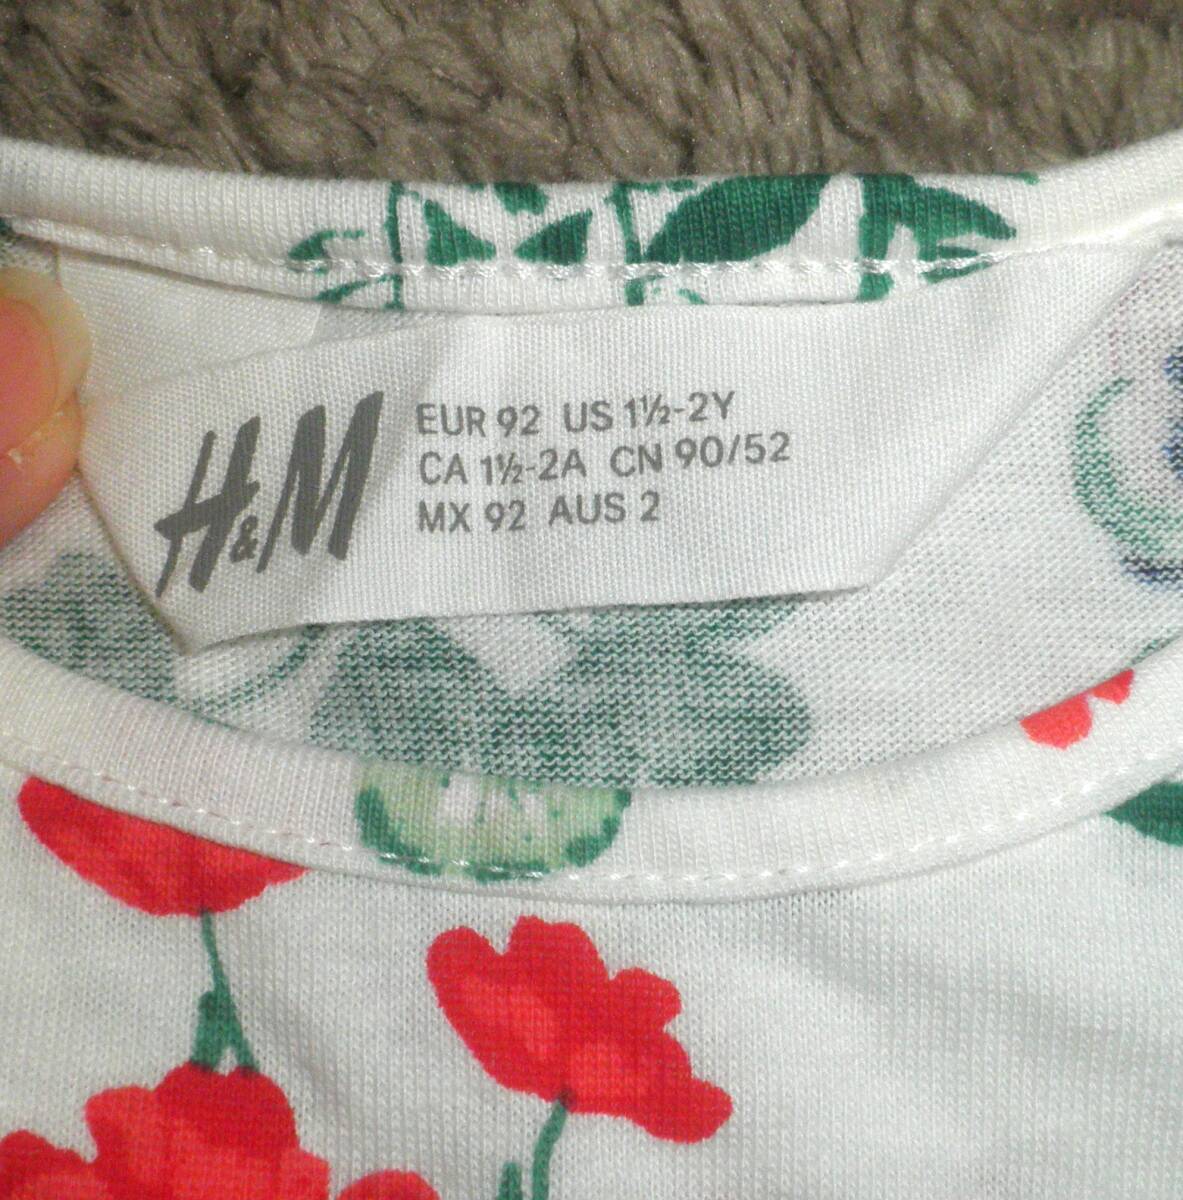 H&M
EUR 92 US 1½-2Y
CA 1½-2A CN 90/52
MX 92 AUS 2